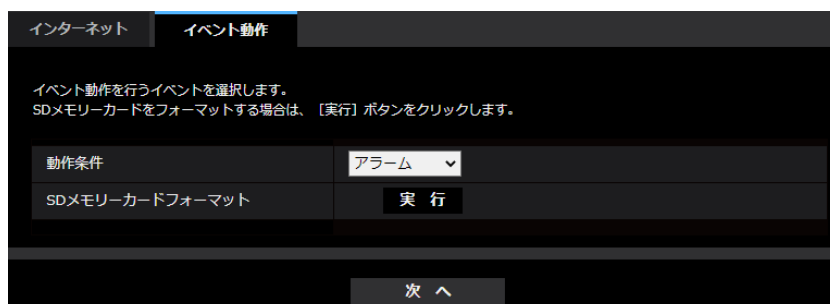 インターネット
イベント動作
イベント動作を行うイベントを選択します。
SDメモリーカードをフォーマットする場合は、［実行］ボタンをクリックします。
動作条件
アラーム
SDメモリーカードフォーマット
実 行
次 へ